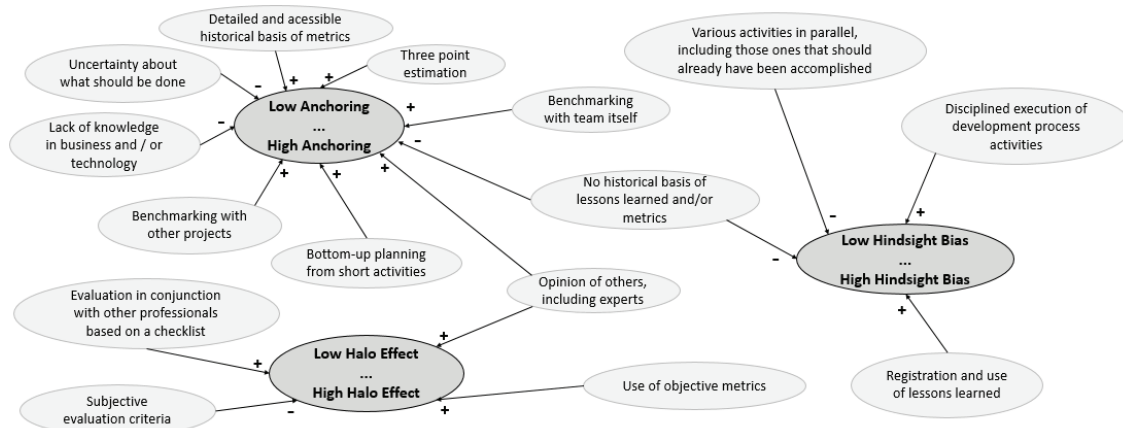 Detailed and acessible
historical basis of metrics
Various activities in parallel,
including those ones that should
already have been accomplished
Uncertainty about
what should be done
Three point
estimation
-
+
+
Low Anchoring
...
High Anchoring
+
Benchmarking
with team itself
Disciplined execution of
development process
activities
Lack of knowledge
in business and / or
technology
-
-
+
+
+
No historical basis of
lessons learned and/or
metrics
Benchmarking with
other projects
Bottom-up planning
from short activities
-
+
-
Low Hindsight Bias
...
High Hindsight Bias
+
Evaluation in conjunction
with other professionals
based on a checklist
Opinion of others,
including experts
+
+
Low Halo Effect
...
High Halo Effect
Subjective
evaluation criteria
-
+
Use of objective metrics
Registration and use
of lessons learned